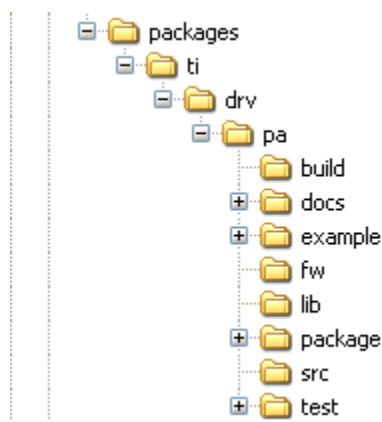 packages
ti
drv
pa
build
docs
example
fw
lib
package
src
test